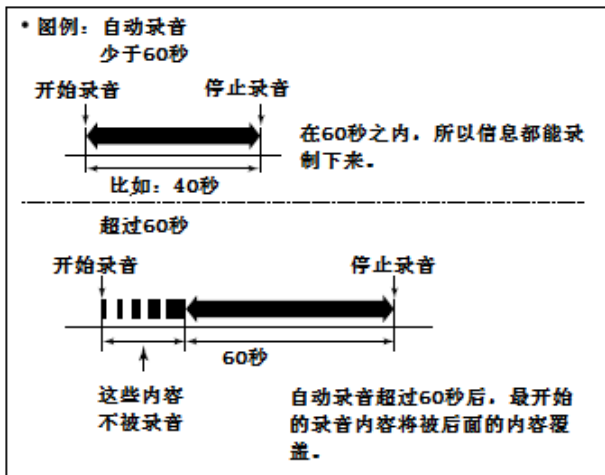 * 图例：自动录音
少于60秒
开始录音
停止录音
在60秒之内，所以信息都能录
制下来。
比如：40秒
超过60秒
开始录音
停止录音
60秒
这些内容
不被录音
自动录音超过60秒后，最开始
的录音内容将被后面的内容覆
盖。